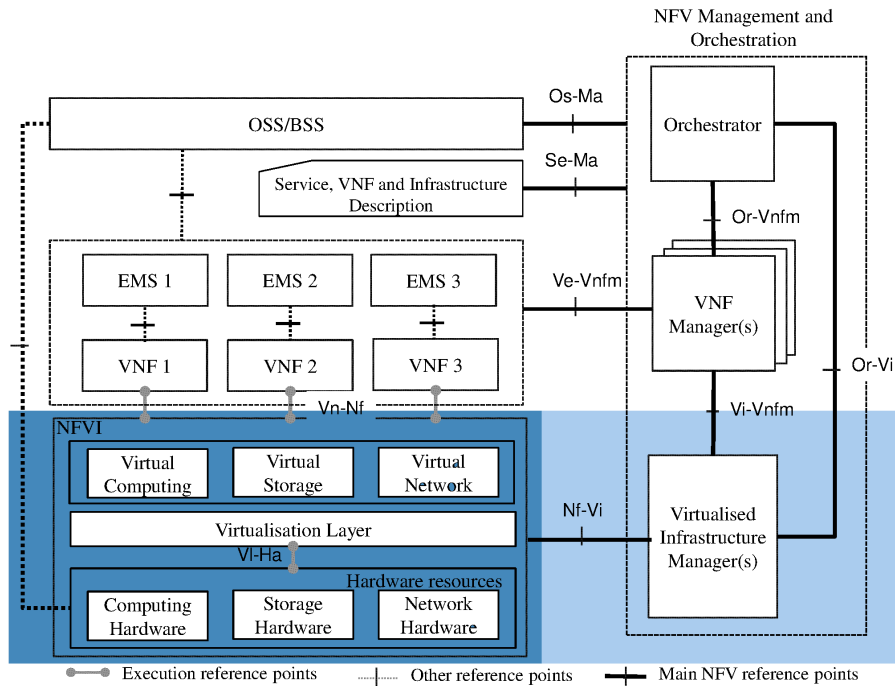 NFV Management and
Orchestration
Os-Ma
OSS/BSS
Orchestrator
Se-Ma
Service, VNF and Infrastructure
Description
Or-Vnfm
EMS 1
EMS 2
EMS 3
Ve-Vnfm
VNF
Manager(s)
VNF 1
VNF 2
VNF 3
Or-Vi
Vn-Nf
Vi-Vnfm
NFVI
Virtual
Computing
Virtual
Storage
Virtual
Network
Nf-Vi
Virtualised
Infrastructure
Manager(s)
Virtualisation Layer
Vl-Ha
Hardware resources
Computing
Hardware
Storage
Hardware
Network
Hardware
Execution reference points
Other reference points
Main NFV reference points